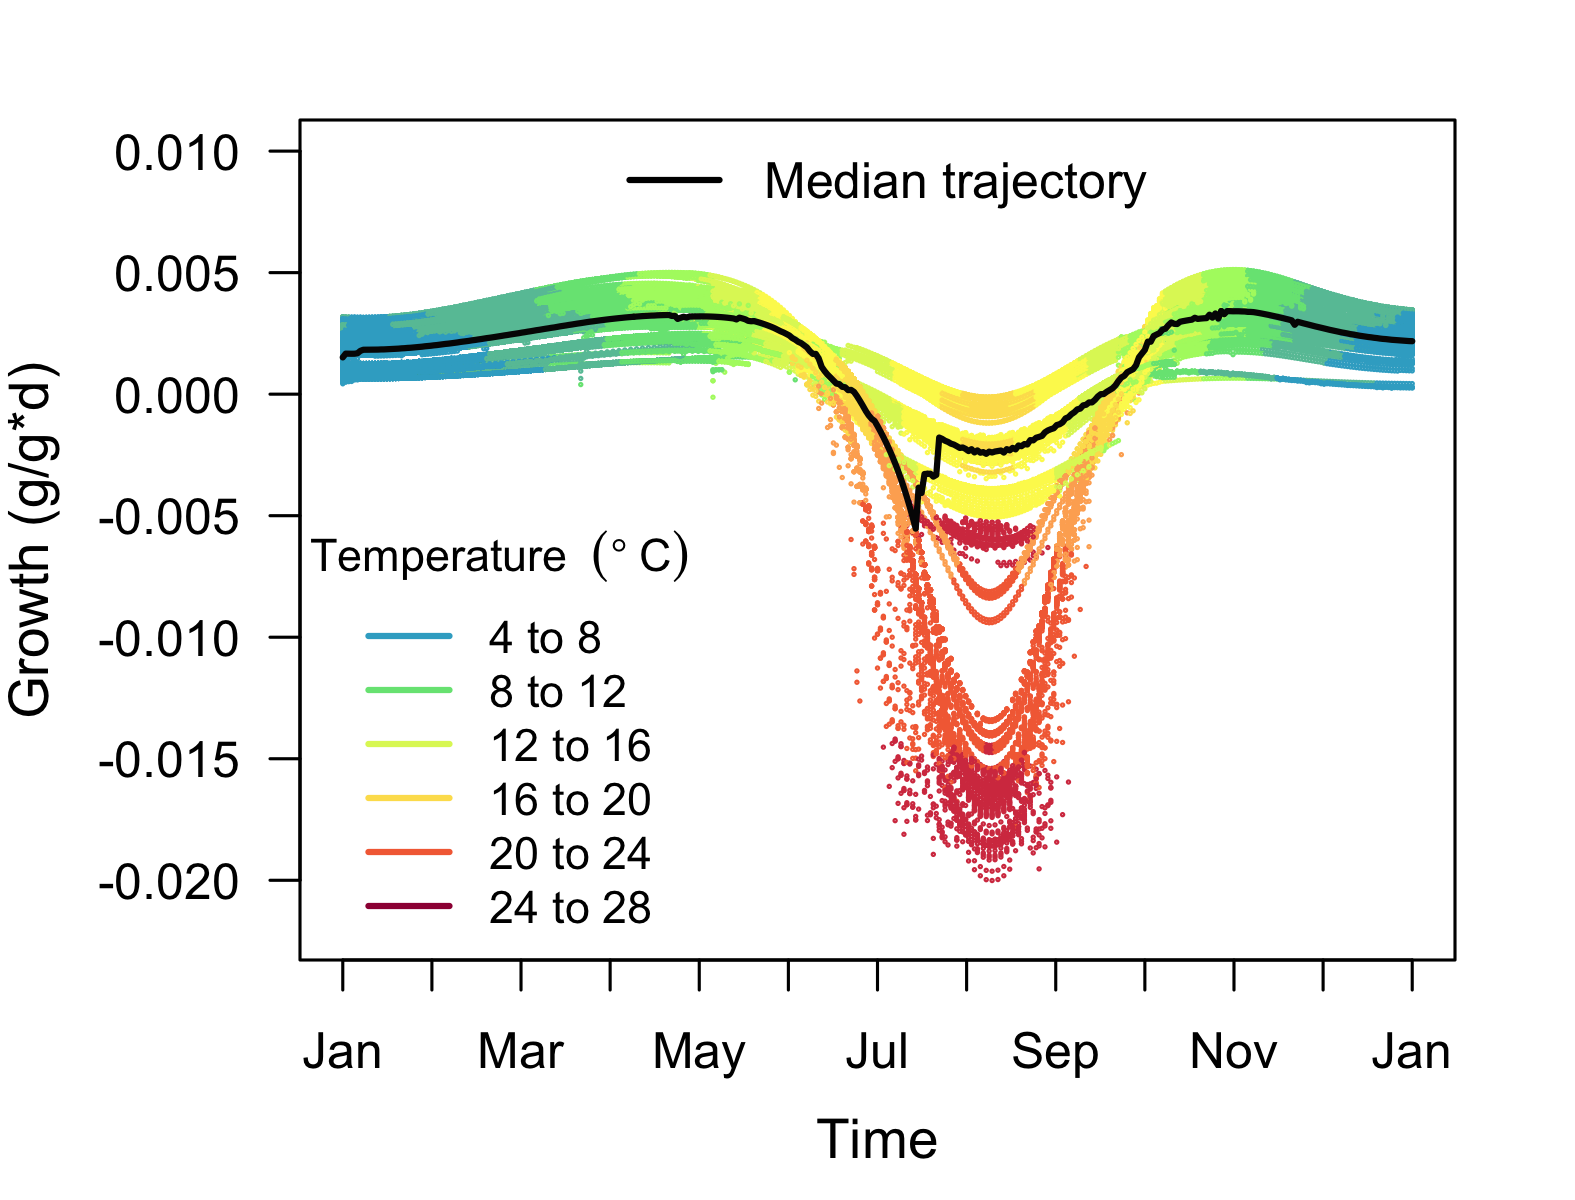 Median trajectory
0.010
0.005
0.000
-0.005
-0.010
-0.015
-0.020
Growth (g/g*d)
Temperature (° C)
4 to 8
8 to 12
12 to 16
16 to 20
20 to 24
24 to 28
Jan Mar May Jul Sep Nov Jan
Time